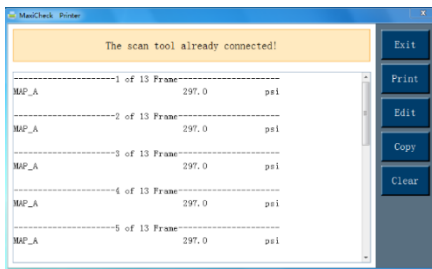 MaxiCheck Printer
X
The scan tool already connected!
Exit
Print
Edit
Copy
Clear
--------------------1 of 13 Frame--------------------
MAP_A 297.0 psi
--------------------2 of 13 Frame--------------------
MAP_A 297.0 psi
--------------------3 of 13 Frame--------------------
MAP_A 297.0 psi
--------------------4 of 13 Frame--------------------
MAP_A 297.0 psi
--------------------5 of 13 Frame--------------------
MAP_A 297.0 psi